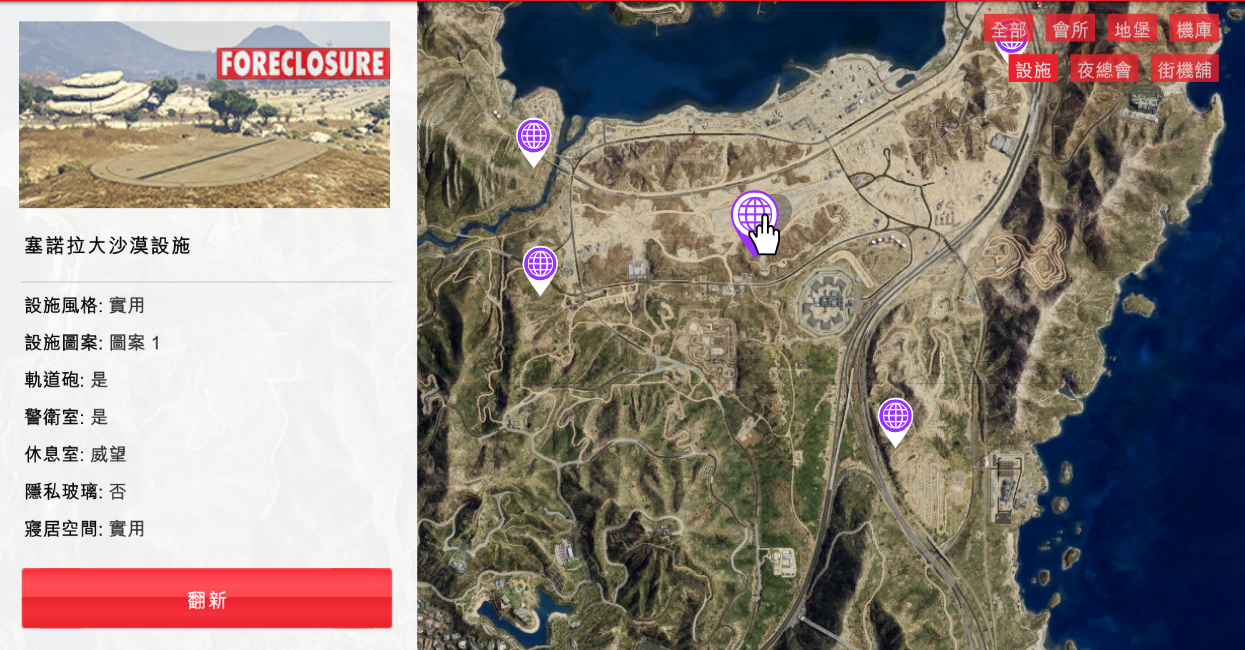 FORECLOSURE
塞諾拉大沙漠設施
設施風格: 實用
設施圖案: 圖案 1
軌道砲: 是
警衛室: 是
休息室: 威望
隱私玻璃: 否
寢居空間: 實用
翻新
全部 會所 地堡 機庫
設施 夜總會 街機舖